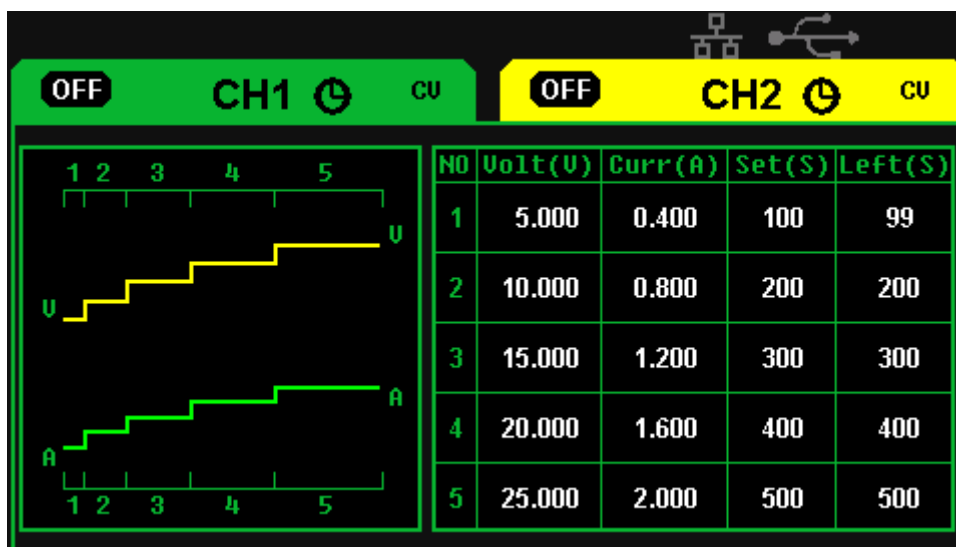 OFF CH1 CV OFF CH2 CV
1 2 3 4 5
V
V
A
A
1 2 3 4 5
NO Volt(V) Curr(A) Set(S) Left(S)
1 5.000 0.400 100 99
2 10.000 0.800 200 200
3 15.000 1.200 300 300
4 20.000 1.600 400 400
5 25.000 2.000 500 500